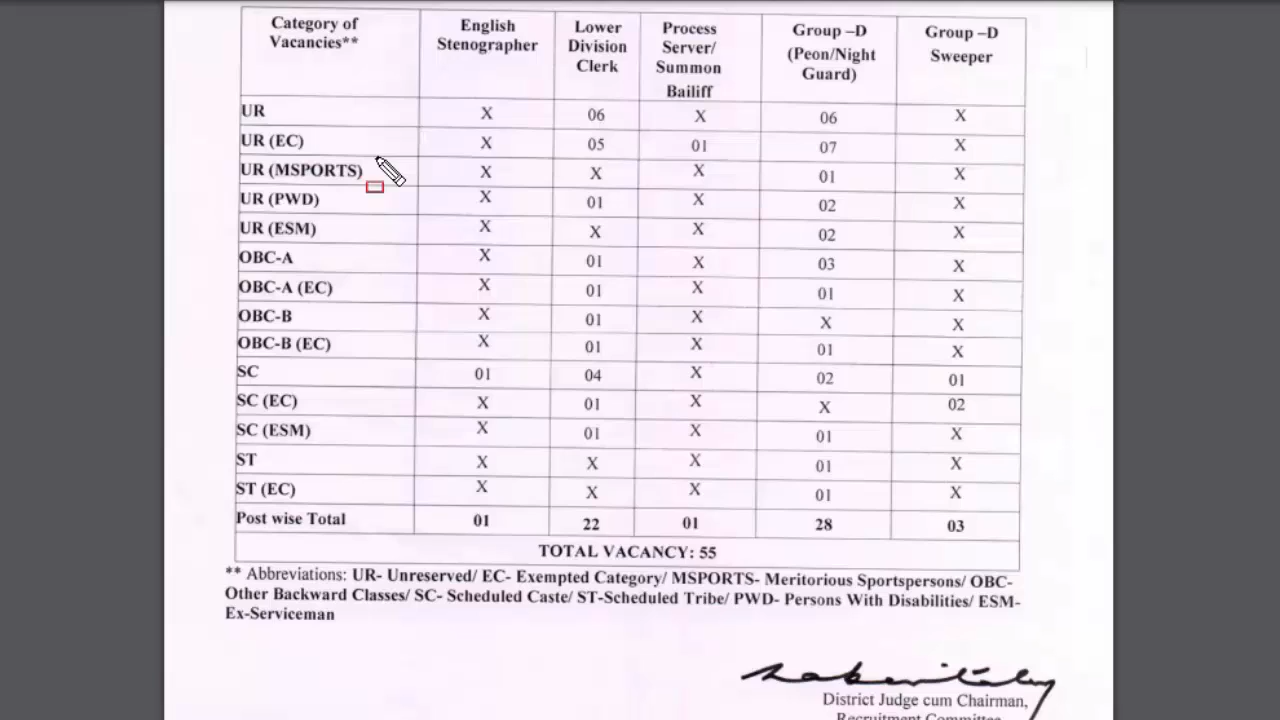 Category of Vacancies** English Stenographer Lower Division Clerk Process Server/ Summon Bailiff Group –D (Peon/Night Guard) Group –D Sweeper
UR X 06 X 06 X
UR (EC) X 05 01 07 X
UR (MSPORTS) X X X 01 X
UR (PWD) X 01 X 02 X
UR (ESM) X X X 02 X
OBC-A X 01 X 03 X
OBC-A (EC) X 01 X 01 X
OBC-B X 01 X X X
OBC-B (EC) X 01 X 01 X
SC 01 04 X 02 01
SC (EC) X 01 X X 02
SC (ESM) X 01 X 01 X
ST X X X 01 X
ST (EC) X X X 01 X
Post wise Total 01 22 01 28 03
TOTAL VACANCY: 55
** Abbreviations: UR- Unreserved/ EC- Exempted Category/ MSPORTS- Meritorious Sportspersons/ OBC-
Other Backward Classes/ SC- Scheduled Caste/ ST-Scheduled Tribe/ PWD- Persons With Disabilities/ ESM-
Ex-Serviceman
District Judge cum Chairman,
Recruitment Committee